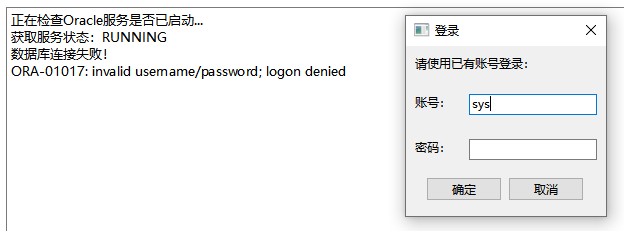 正在检查Oracle服务是否已启动...
获取服务状态：RUNNING
数据库连接失败！
ORA-01017: invalid username/password; logon denied
登录
请使用已有账号登录：
账号：
sys
密码：
确定
取消